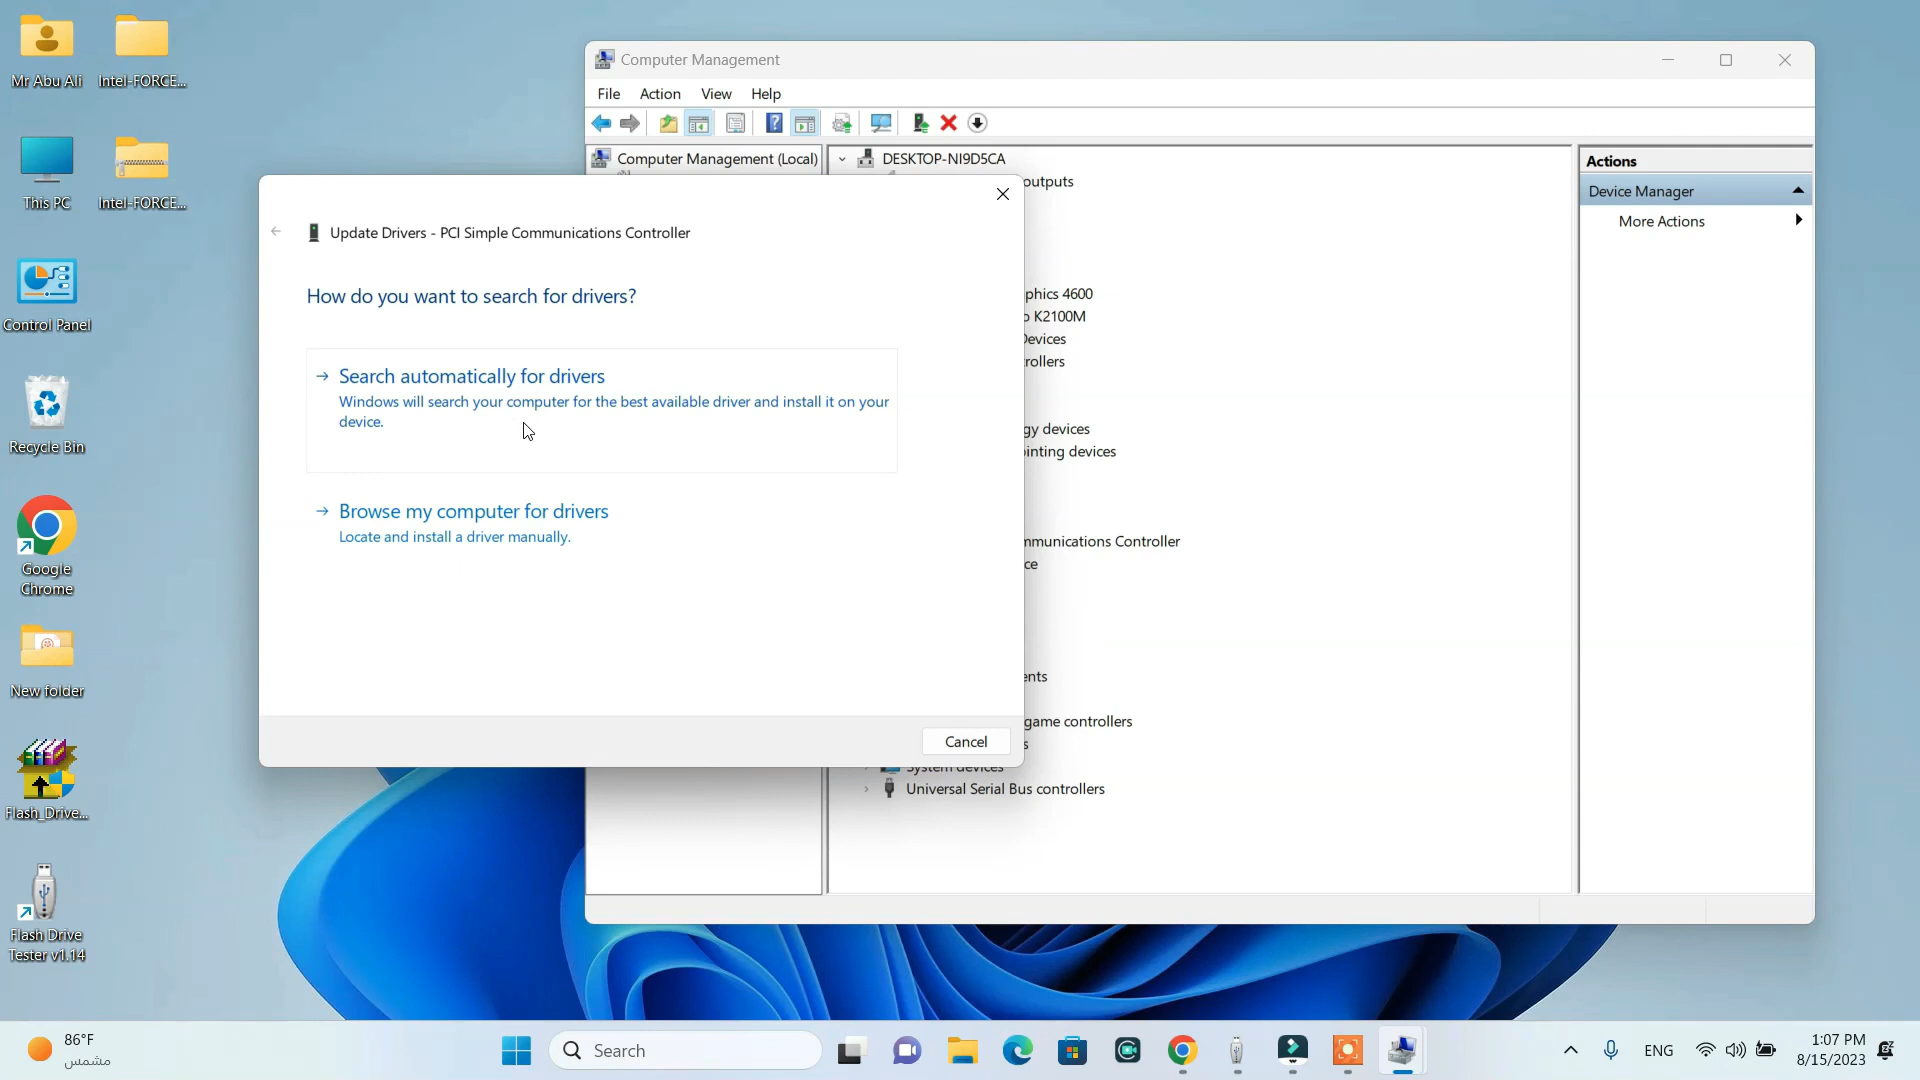 Mr Abu Ali
Intel-FORCE...
This PC
Intel-FORCE...
Control Panel
Recycle Bin
Google
Chrome
New folder
Flash_Drive...
Flash Drive
Tester v1.14
Computer Management
File Action View Help
Computer Management (Local)
DESKTOP-NI9D5CA
outputs
phics 4600
K2100M
Devices
rollers
gy devices
inting devices
mmunications Controller
ce
ents
game controllers
s
System devices
Universal Serial Bus controllers
Actions
Device Manager
More Actions
Update Drivers - PCI Simple Communications Controller
How do you want to search for drivers?
Search automatically for drivers
Windows will search your computer for the best available driver and install it on your
device.
Browse my computer for drivers
Locate and install a driver manually.
Cancel
86°F
مشمس
Search
ENG
1:07 PM
8/15/2023